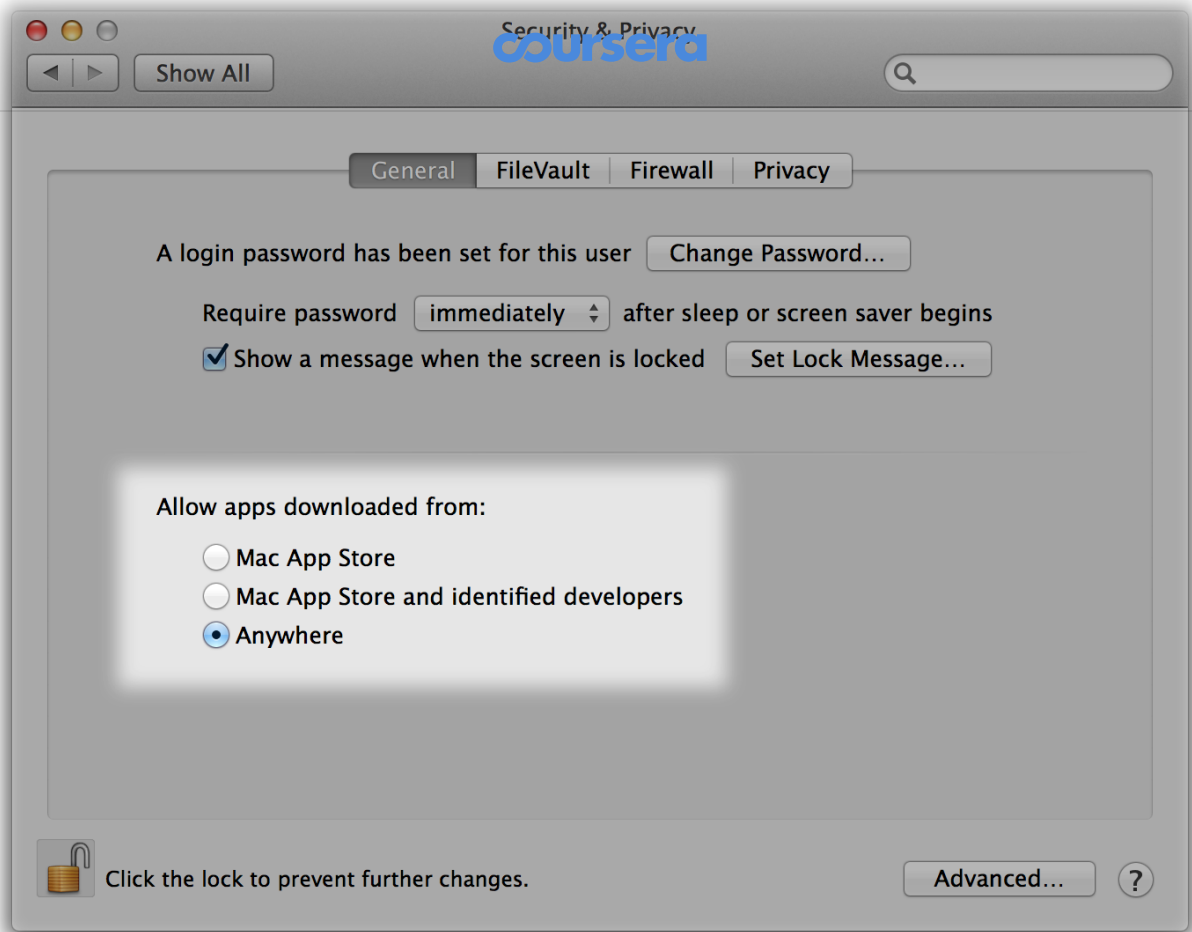 Security & Privacy
coursera
Show All
General FileVault Firewall Privacy
A login password has been set for this user Change Password...
Require password immediately after sleep or screen saver begins
Show a message when the screen is locked Set Lock Message...
Allow apps downloaded from:
Mac App Store
Mac App Store and identified developers
Anywhere
Click the lock to prevent further changes. Advanced... ?